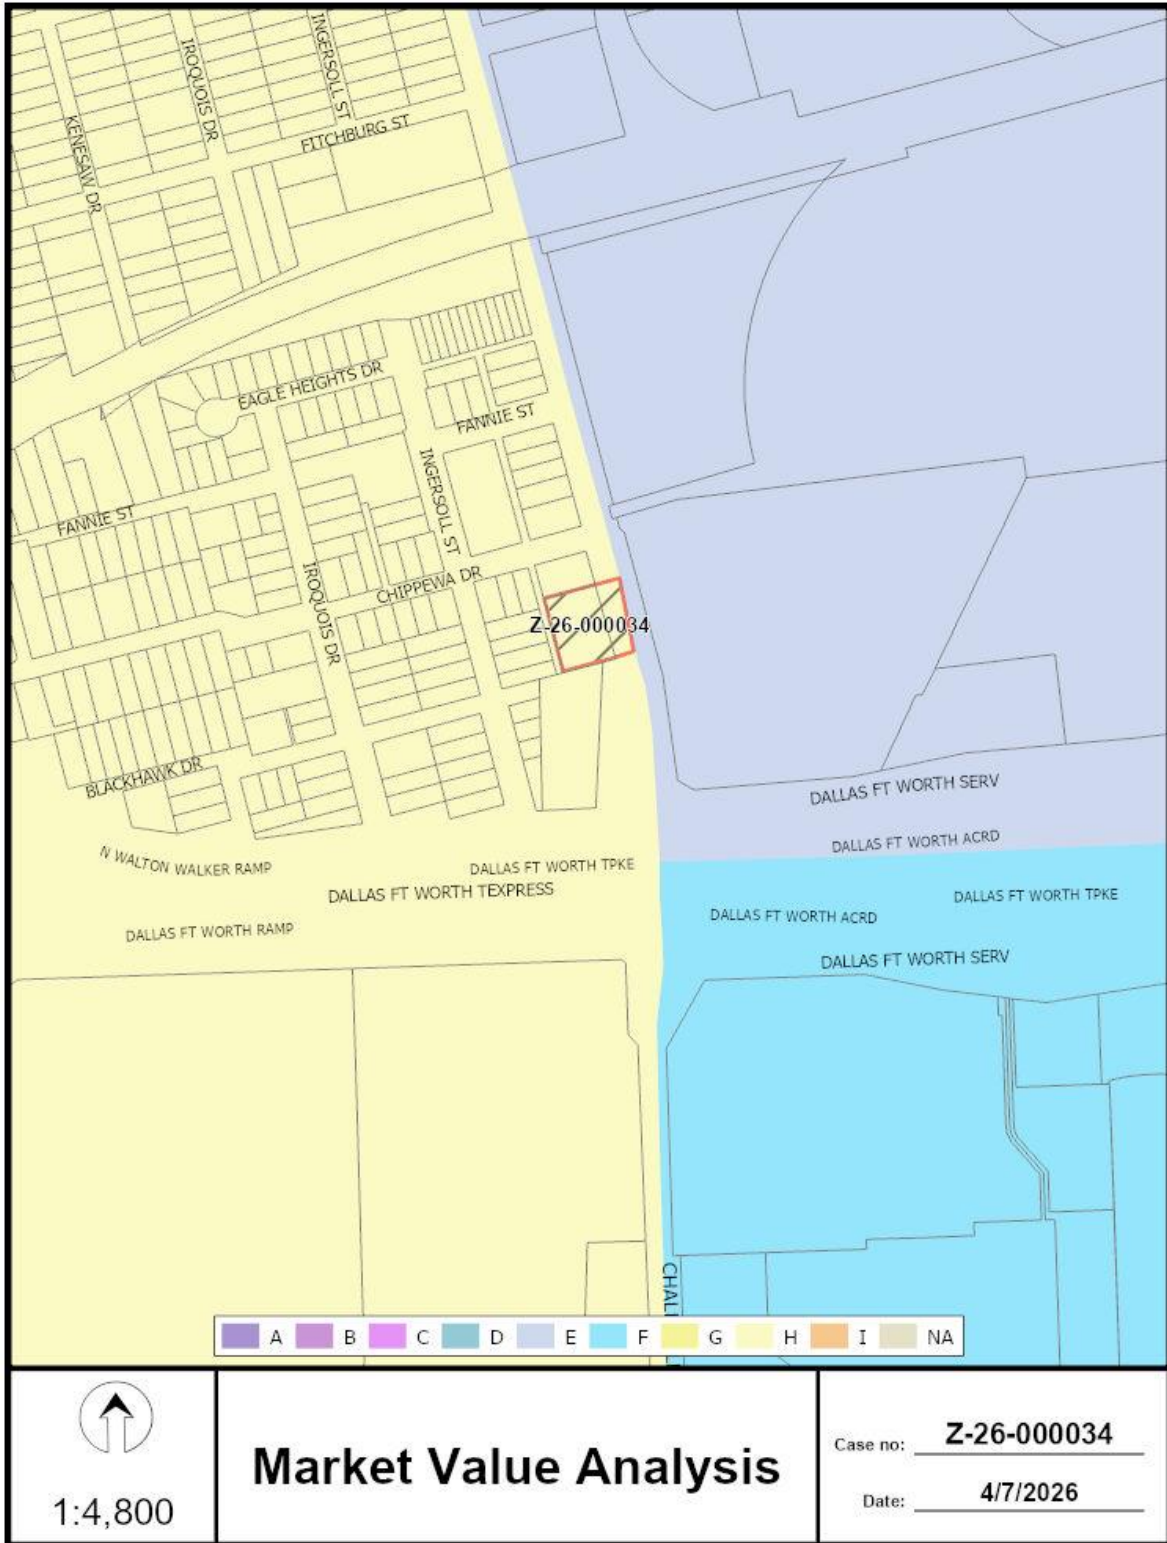 INGERSOLL ST
IROQUOIS DR
FITCHBURG ST
KENESAW DR
EAGLE HEIGHTS DR
FANNIE ST
INGERSOLL ST
FANNIE ST
CHIPPEWA DR
IROQUOIS DR
Z-26-000034
BLACKHAWK DR
DALLAS FT WORTH SERV
DALLAS FT WORTH ACRD
N WALTON WALKER RAMP
DALLAS FT WORTH TPKE
DALLAS FT WORTH TEXPRESS
DALLAS FT WORTH TPKE
DALLAS FT WORTH ACRD
DALLAS FT WORTH RAMP
DALLAS FT WORTH SERV
A B C D E F G H I NA
1:4,800
Market Value Analysis
Case no: Z-26-000034
Date: 4/7/2026